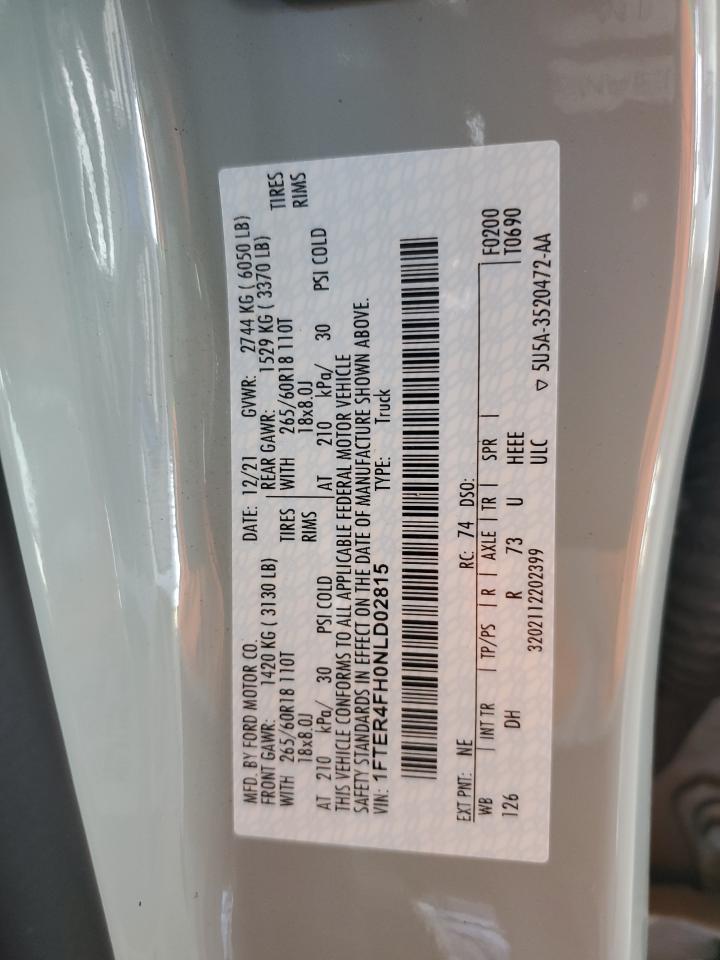 MFD. BY FORD MOTOR CO. DATE: 12/21 GVWR: 2744 KG ( 6050 LB)
FRONT GAWR: 1420 KG ( 3130 LB) REAR GAWR: 1529 KG ( 3370 LB)
WITH 265/60R18 110T TIRES WITH 265/60R18 110T TIRES
18x8.0J RIMS 18x8.0J RIMS
AT 210 kPa/ 30 PSI COLD AT 210 kPa/ 30 PSI COLD
THIS VEHICLE CONFORMS TO ALL APPLICABLE FEDERAL MOTOR VEHICLE
SAFETY STANDARDS IN EFFECT ON THE DATE OF MANUFACTURE SHOWN ABOVE.
VIN: 1FTER4FH0NLD02815 TYPE: Truck
EXT PNT: NE RC: 74 DSO:
WB INT TR TP/PS R AXLE TR SPR F0200
126 DH R 73 U HEEE T0690
3202112202399 ULC
▽ 5U5A-3520472-AA